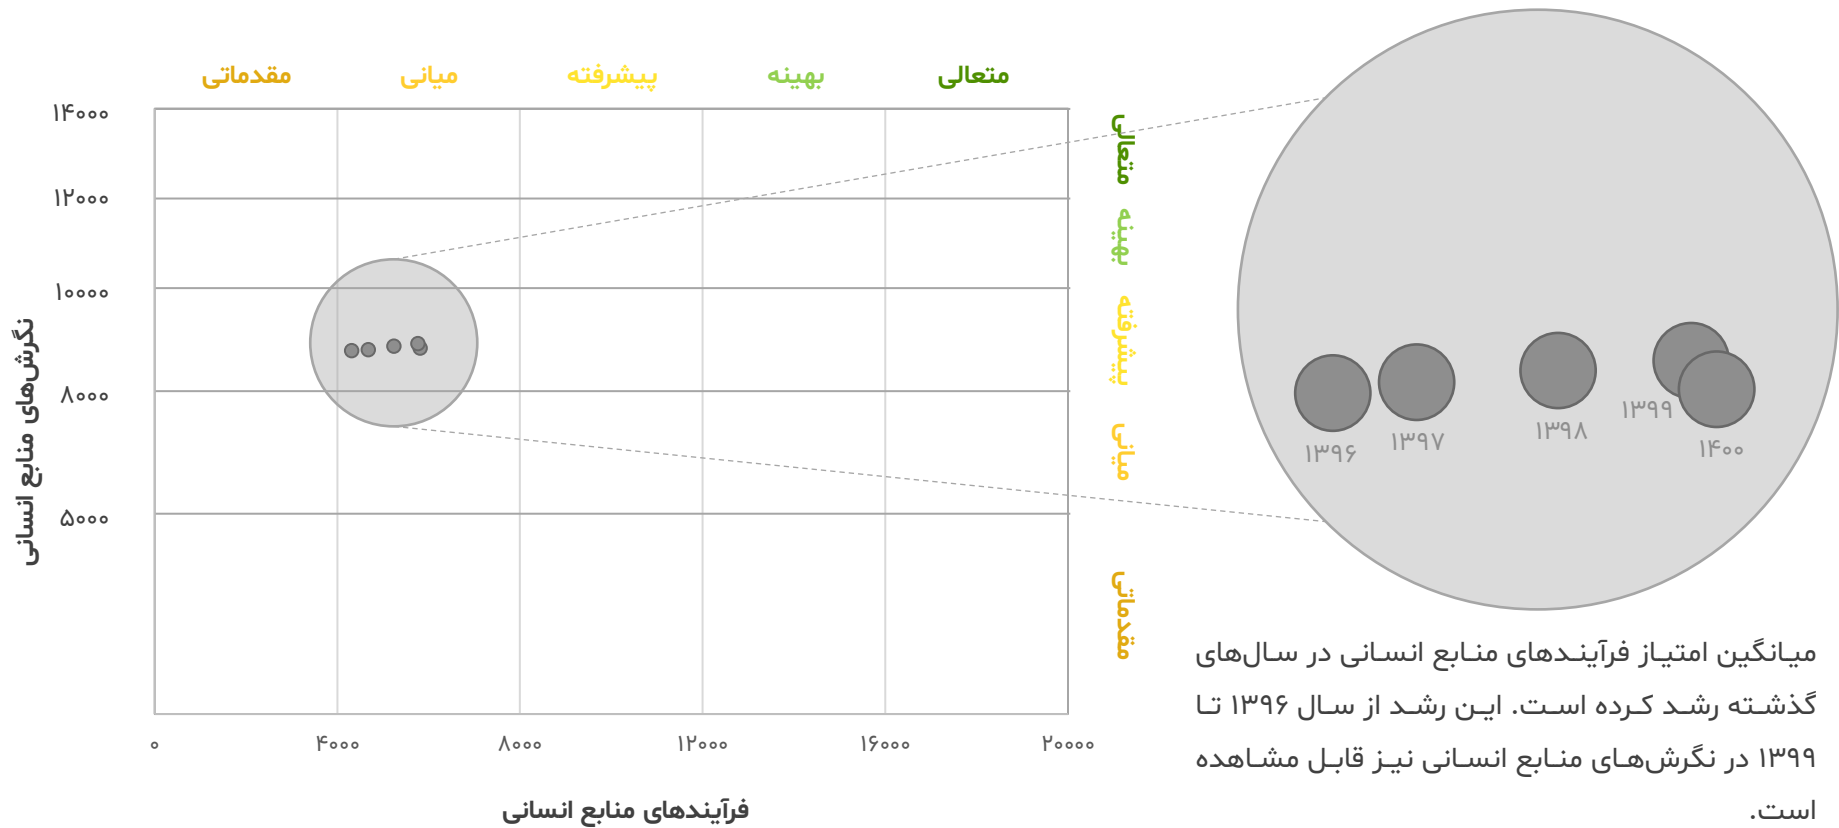 مقدماتی
میانی
پیشرفته
بهینه
متعالی
۱۴۰۰۰
۱۲۰۰۰
۱۰۰۰۰
۸۰۰۰
۵۰۰۰
نگرش‌های منابع انسانی
متعالی
بهینه
پیشرفته
میانی
مقدماتی
۰
۴۰۰۰
۸۰۰۰
۱۲۰۰۰
۱۶۰۰۰
۲۰۰۰۰
فرآیندهای منابع انسانی
۱۳۹۶
۱۳۹۷
۱۳۹۸
۱۳۹۹
۱۴۰۰
میانگین امتیاز فرآیندهای منابع انسانی در سال‌های
گذشته رشد کرده است. این رشد از سال ۱۳۹۶ تا
۱۳۹۹ در نگرش‌های منابع انسانی نیز قابل مشاهده
است.